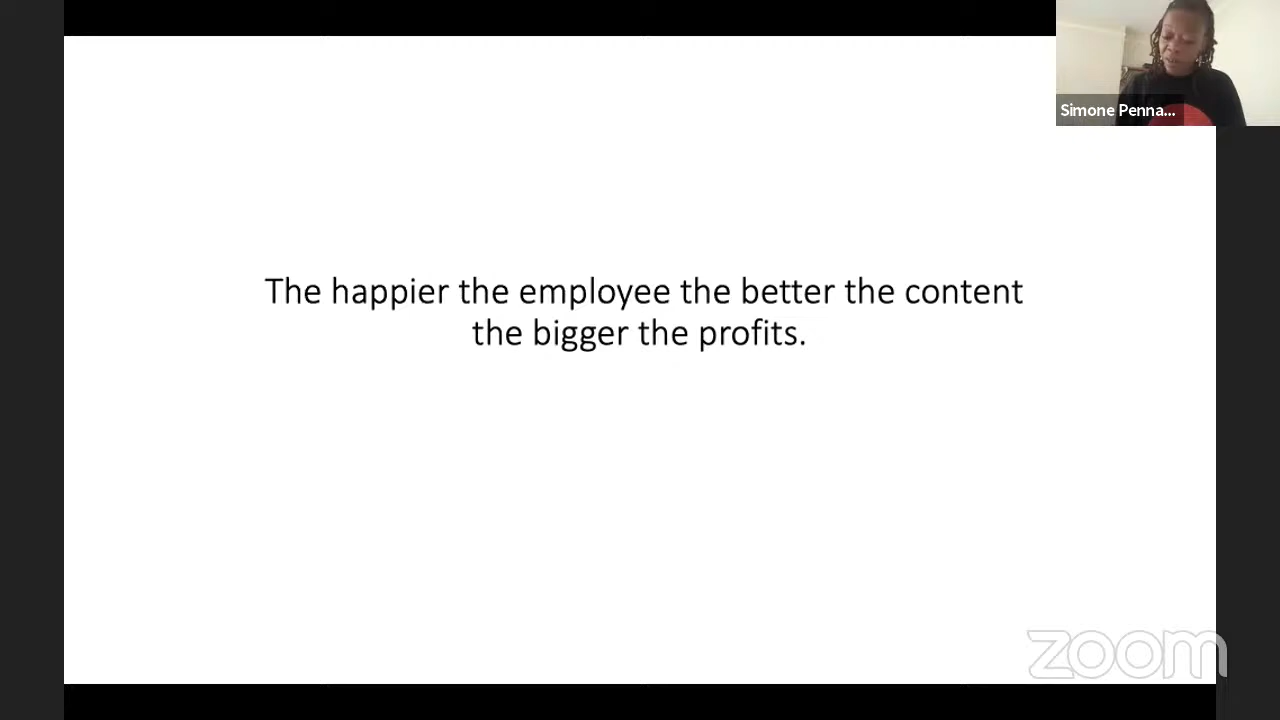 Simone Penna...
The happier the employee the better the content
the bigger the profits.
zoom